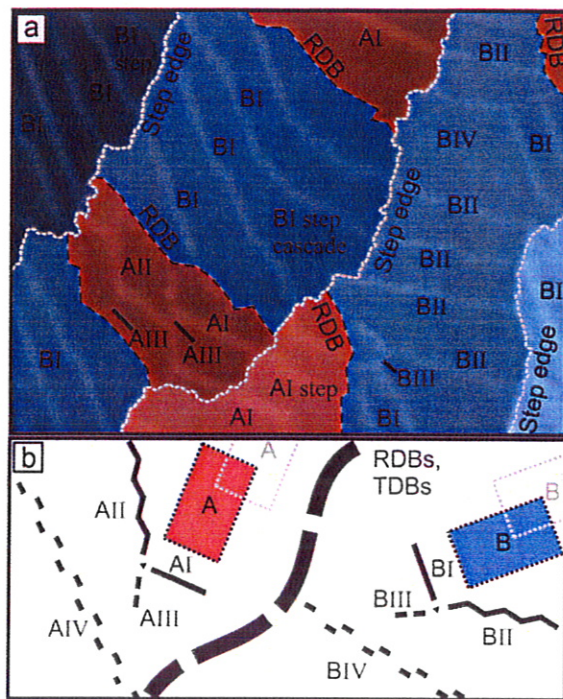 a
BI
step
BI
BI
Step edge
BI
BI
BI
BI step
cascade
RDB
AI
Step edge
BII
BIV
BII
BII
BII
BII
RDB
BI
BI
Step edge
RDB
AII
AIII
AI
AIII
BI
AI step
AI
RDB
BIII
BI
b
AII
A
A
AI
AIII
AIV
RDBs,
TDBs
BIV
B
B
BI
BIII
BII